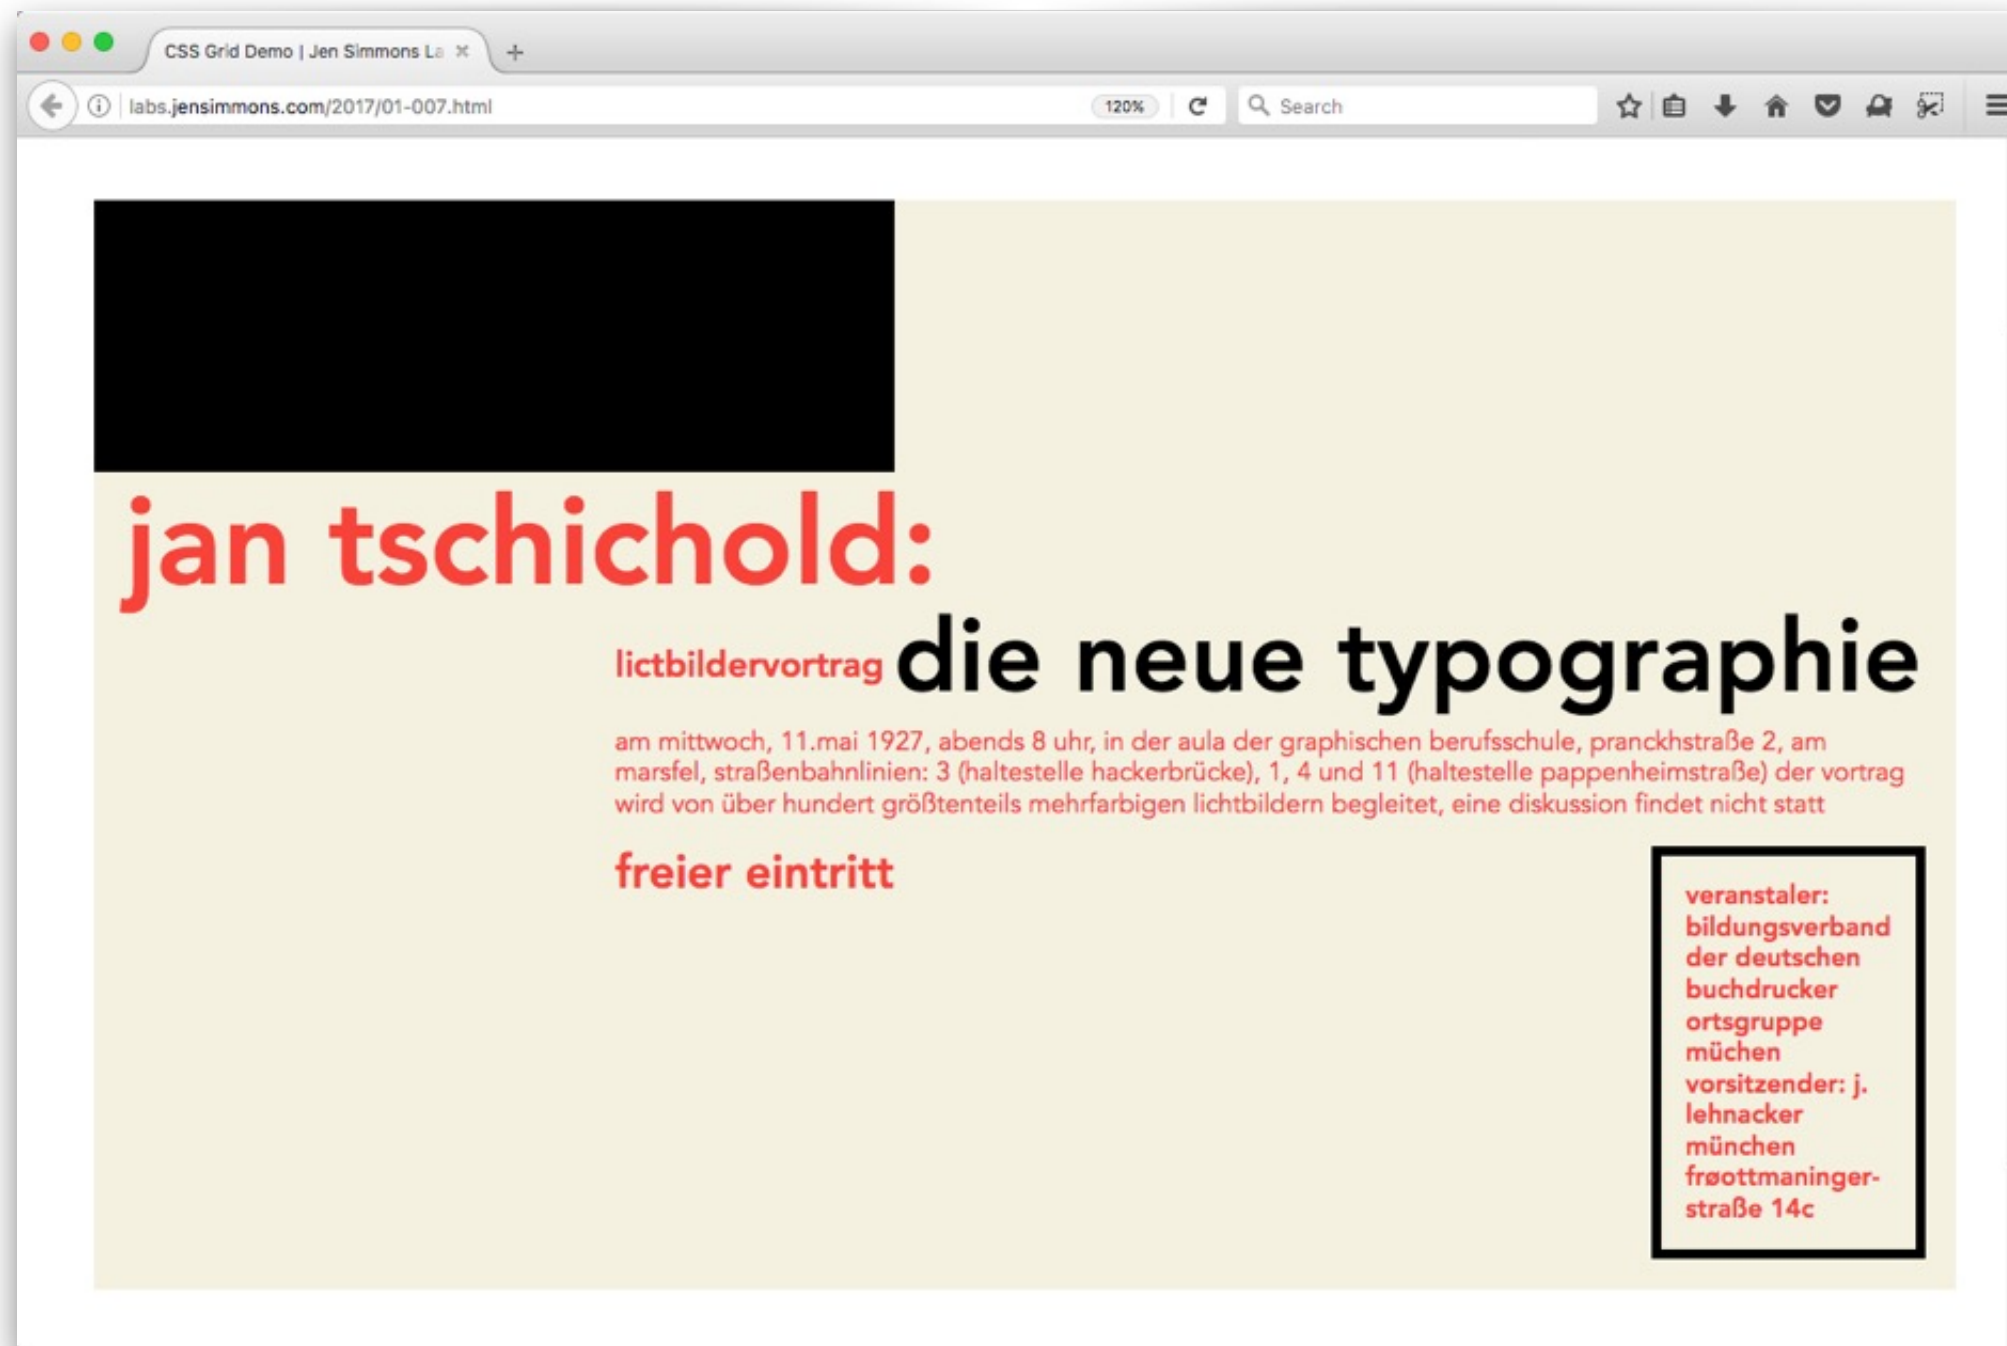 CSS Grid Demo | Jen Simmons La
labs.jensimmons.com/2017/01-007.html
120%
Search
jan tschichold:
lictbildervortrag die neue typographie
am mittwoch, 11.mai 1927, abends 8 uhr, in der aula der graphischen berufsschule, pranckhstraße 2, am
marsfel, straßenbahnlinien: 3 (haltestelle hackerbrücke), 1, 4 und 11 (haltestelle pappenheimstraße) der vortrag
wird von über hundert größtenteils mehrfarbigen lichtbildern begleitet, eine diskussion findet nicht statt
freier eintritt
veranstaler:
bildungsverband
der deutschen
buchdrucker
ortsgruppe
müchen
vorsitzender: j.
lehnacker
münchen
frøottmaninger-
straße 14c